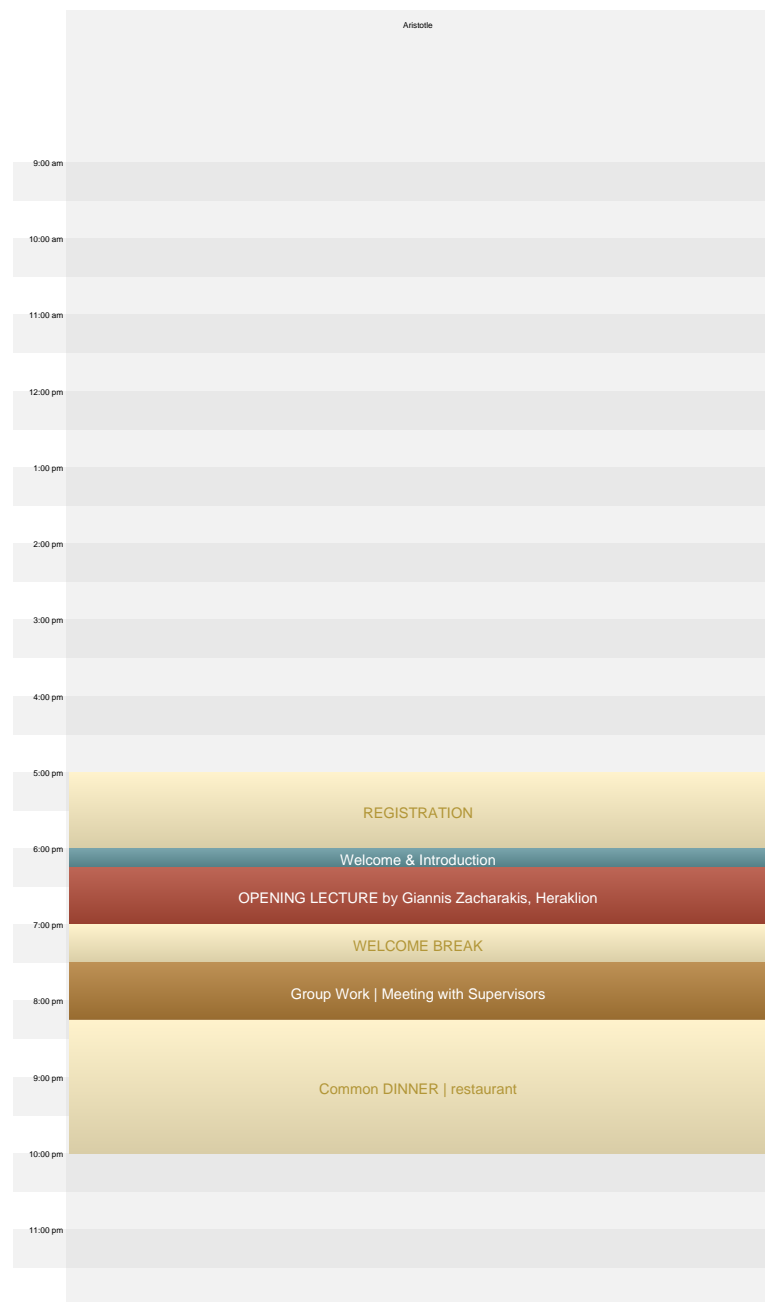 Aristotle
9:00 am
10:00 am
11:00 am
12:00 pm
1:00 pm
2:00 pm
3:00 pm
4:00 pm
5:00 pm
REGISTRATION
6:00 pm
Welcome & Introduction
OPENING LECTURE by Giannis Zacharakis, Heraklion
7:00 pm
WELCOME BREAK
Group Work | Meeting with Supervisors
8:00 pm
9:00 pm
Common DINNER | restaurant
10:00 pm
11:00 pm